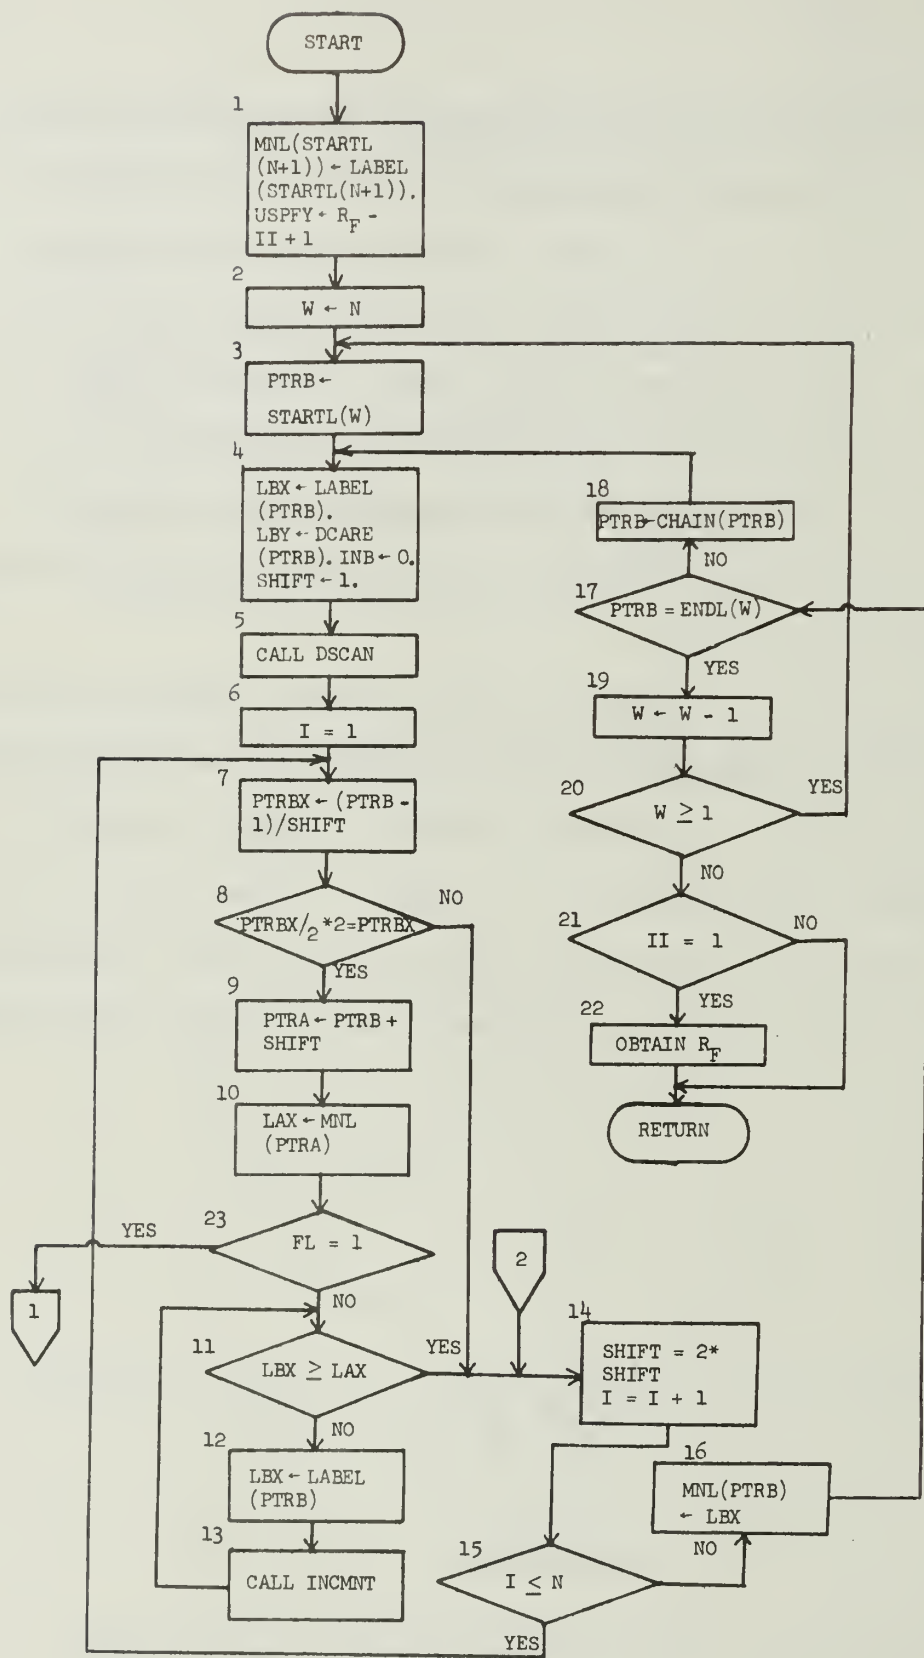 START
1
MNL(STARTL
(N+1)) ← LABEL
(STARTL(N+1)).
USPFY ← R_F -
II + 1
2
W ← N
3
PTRB ←
STARTL(W)
4
LBX ← LABEL
(PTRB).
LBY ← DCARE
(PTRB). INB ← 0.
SHIFT ← 1.
5
CALL DSCAN
6
I = 1
7
PTRBX ← (PTRB -
1)/SHIFT
8
PTRBX/2 *2=PTRBX
NO
YES
9
PTRA ← PTRB +
SHIFT
10
LAX ← MNL
(PTRA)
23
FL = 1
YES
NO
1
11
LBX ≥ LAX
YES
NO
12
LBX ← LABEL
(PTRB)
13
CALL INCMNT
2
14
SHIFT = 2*
SHIFT
I = I + 1
15
I ≤ N
NO
YES
16
MNL(PTRB)
← LBX
17
PTRB = ENDL(W)
NO
YES
18
PTRB←CHAIN(PTRB)
19
W ← W - 1
20
W ≥ 1
YES
NO
21
II = 1
NO
YES
22
OBTAIN R_F
RETURN